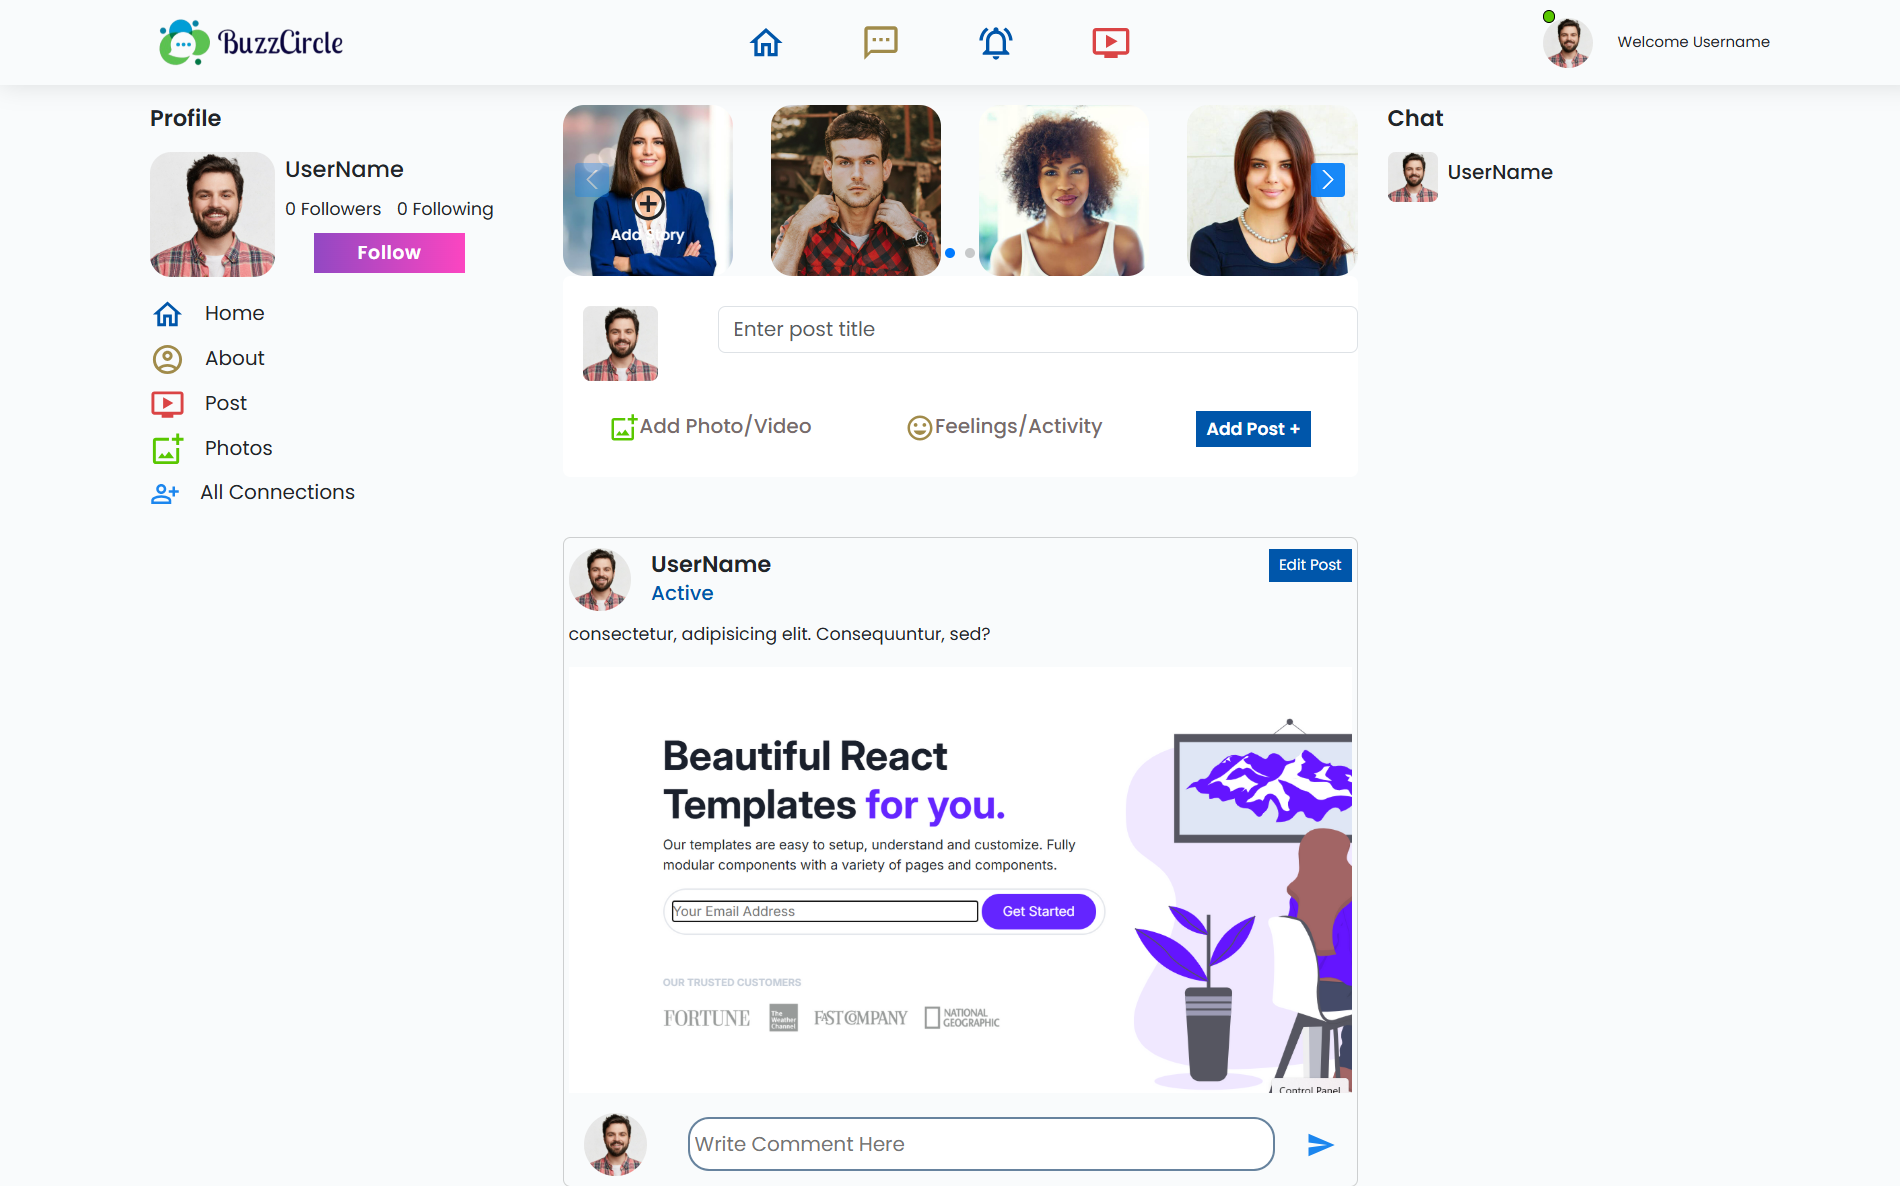 BuzzCircle
Welcome Username
Profile
UserName
0 Followers 0 Following
Follow
Home
About
Post
Photos
All Connections
Add Story
Enter post title
Add Photo/Video
Feelings/Activity
Add Post +
Chat
UserName
UserName
Active
Edit Post
consectetur, adipisicing elit. Consequuntur, sed?
Beautiful React
Templates for you.
Our templates are easy to setup, understand and customize. Fully
modular components with a variety of pages and components.
Your Email Address
Get Started
OUR TRUSTED CUSTOMERS
FORTUNE
The
Weather
Channel
FAST COMPANY
NATIONAL
GEOGRAPHIC
Control Panel
Write Comment Here